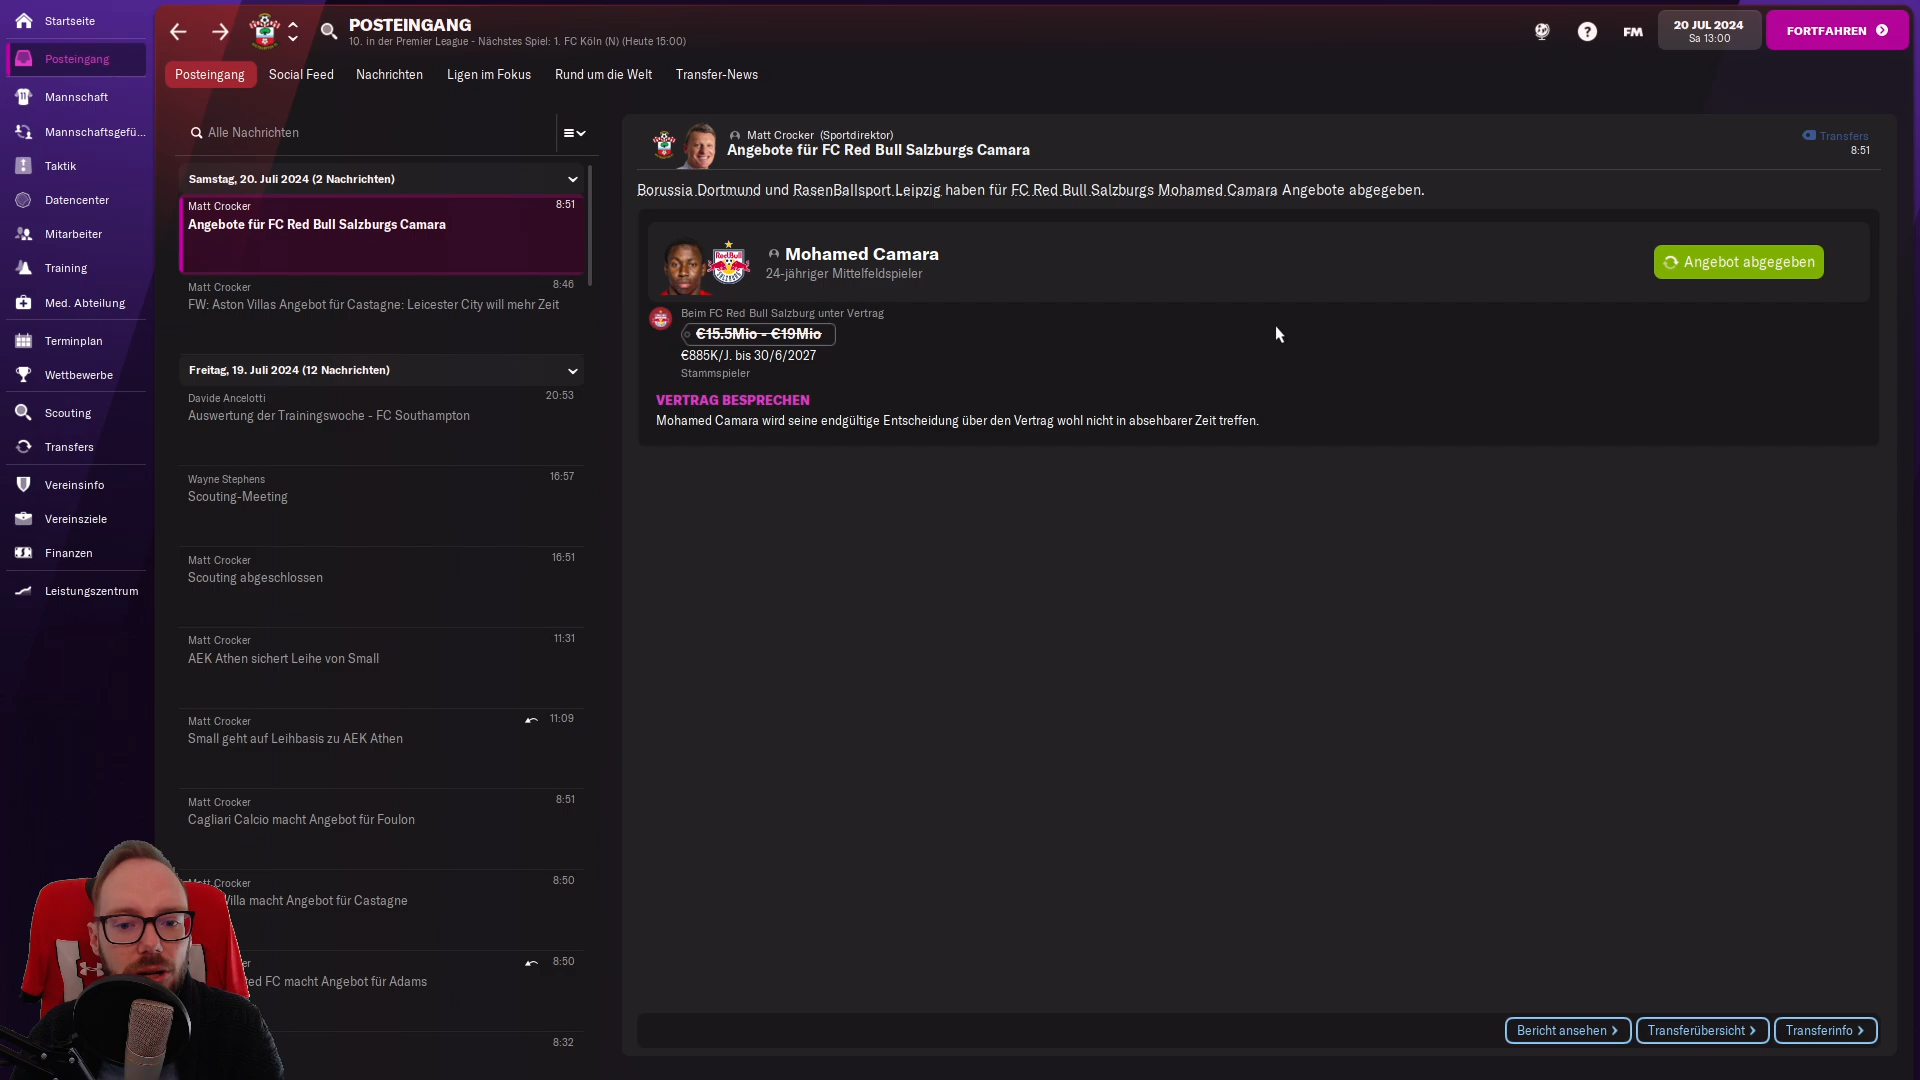 Startseite
Posteingang
Mannschaft
Mannschaftsgefü...
Taktik
Datencenter
Mitarbeiter
Training
Med. Abteilung
Terminplan
Wettbewerbe
Scouting
Transfers
Vereinsinfo
Vereinsziele
Finanzen
Leistungszentrum
POSTEINGANG
10. in der Premier League - Nächstes Spiel: 1. FC Köln (N) (Heute 15:00)
FM
20 JUL 2024
Sa 13:00
FORTFAHREN
Posteingang Social Feed Nachrichten Ligen im Fokus Rund um die Welt Transfer-News
Alle Nachrichten
Samstag, 20. Juli 2024 (2 Nachrichten)
Matt Crocker 8:51
Angebote für FC Red Bull Salzburgs Camara
Matt Crocker 8:46
FW: Aston Villas Angebot für Castagne: Leicester City will mehr Zeit
Freitag, 19. Juli 2024 (12 Nachrichten)
Davide Ancelotti 20:53
Auswertung der Trainingswoche - FC Southampton
Wayne Stephens 16:57
Scouting-Meeting
Matt Crocker 16:51
Scouting abgeschlossen
Matt Crocker 11:31
AEK Athen sichert Leihe von Small
Matt Crocker 11:09
Small geht auf Leihbasis zu AEK Athen
Matt Crocker 8:51
Cagliari Calcio macht Angebot für Foulon
Crocker 8:50
Villa macht Angebot für Castagne
8:50
FC macht Angebot für Adams
8:32
Matt Crocker (Sportdirektor)
Angebote für FC Red Bull Salzburgs Camara
Transfers
8:51
Borussia Dortmund und RasenBallsport Leipzig haben für FC Red Bull Salzburgs Mohamed Camara Angebote abgegeben.
Mohamed Camara
24-jähriger Mittelfeldspieler
Angebot abgegeben
Beim FC Red Bull Salzburg unter Vertrag
€15.5Mio - €19Mio
€885K/J. bis 30/6/2027
Stammspieler
VERTRAG BESPRECHEN
Mohamed Camara wird seine endgültige Entscheidung über den Vertrag wohl nicht in absehbarer Zeit treffen.
Bericht ansehen Transferübersicht Transferinfo